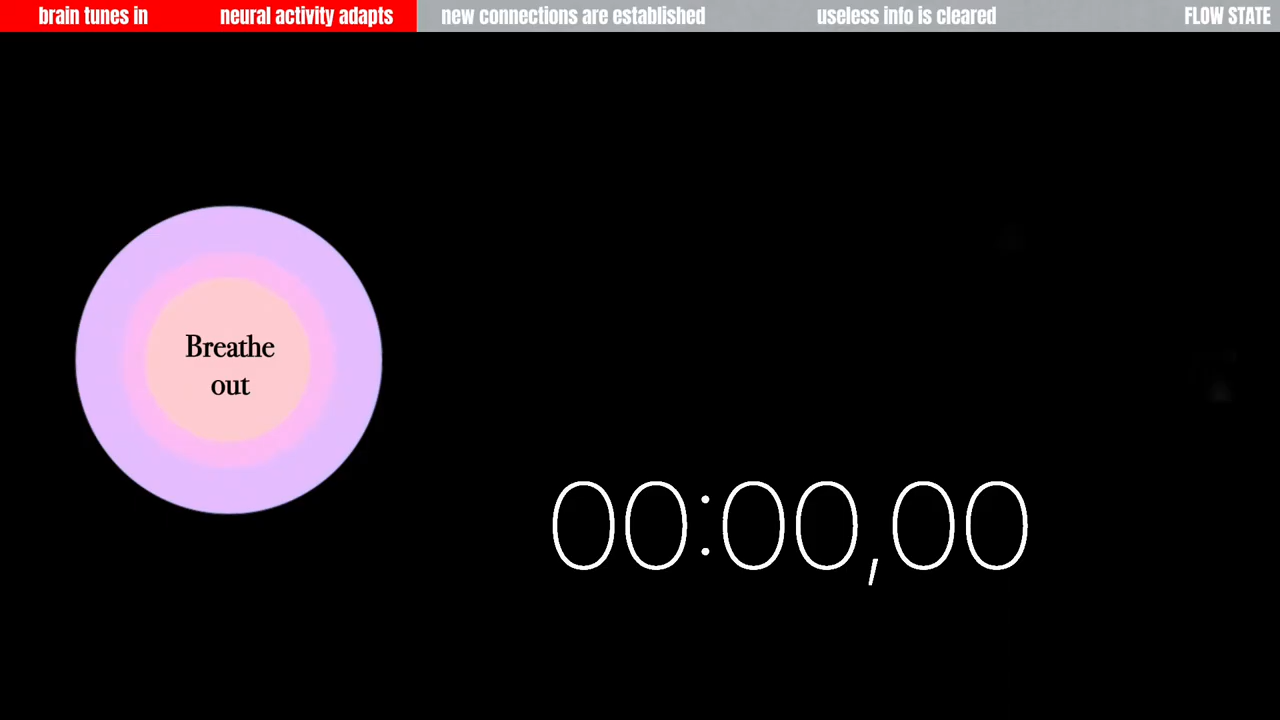 brain tunes in neural activity adapts new connections are established useless info is cleared FLOW STATE
Breathe
out
00:00,00